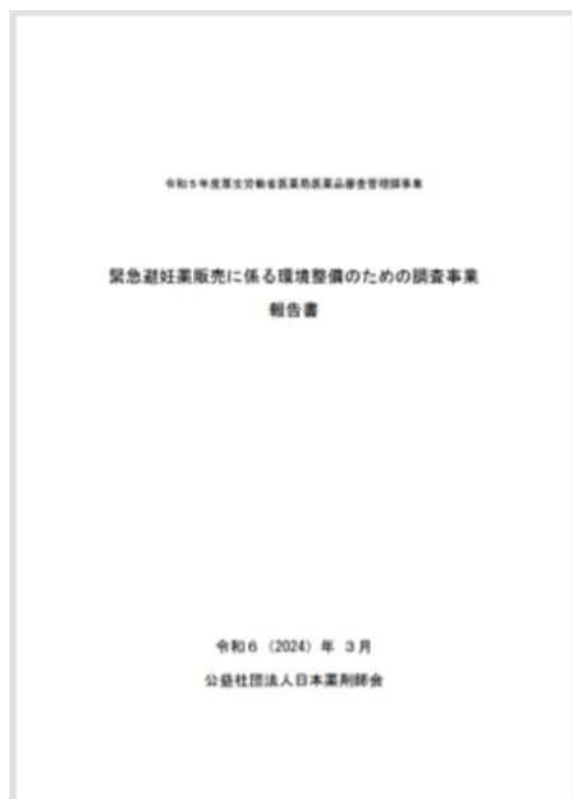 令和５年度厚生労働省医薬局医薬品審査管理課事業
緊急避妊薬販売に係る環境整備のための調査事業
報告書
令和６（2024）年 ３月
公益社団法人日本薬剤師会